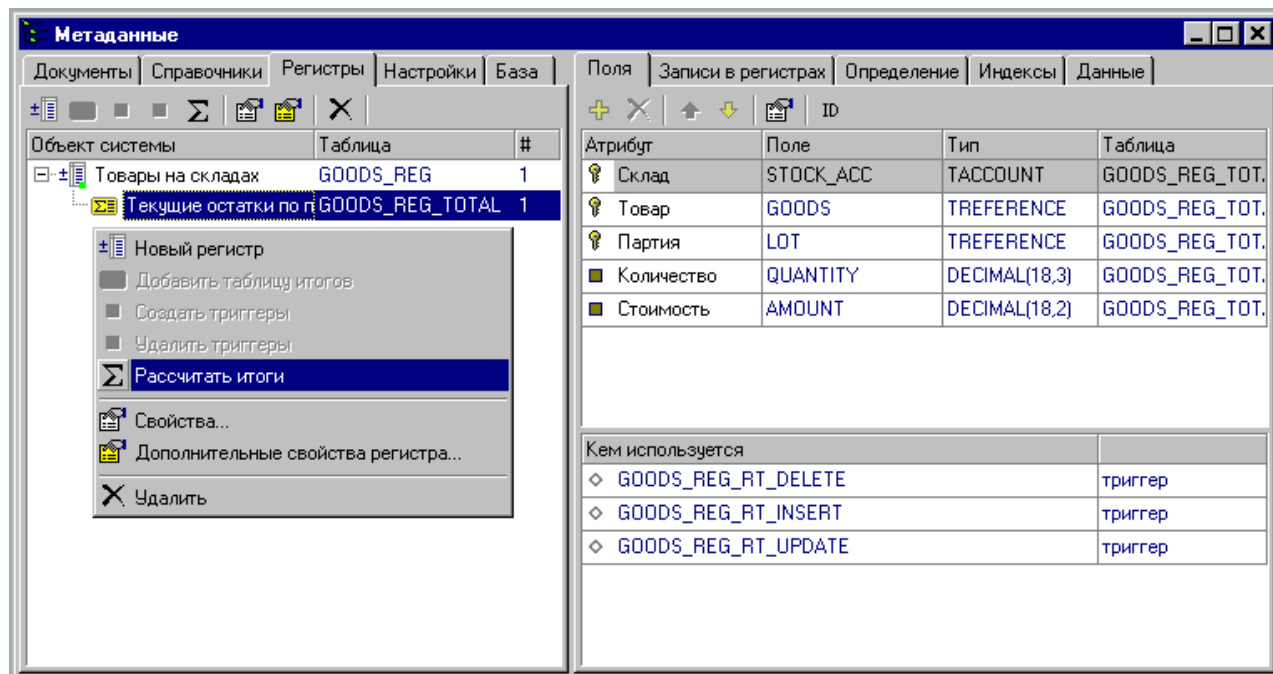 Метаданные
Документы Справочники Регистры Настройки База
Поля Записи в регистрах Определение Индексы Данные
ID
Объект системы Таблица #
Атрибут Поле Тип Таблица
Товары на складах GOODS_REG 1
Склад STOCK_ACC TACCOUNT GOODS_REG_TOT.
Текущие остатки по п GOODS_REG_TOTAL 1
Товар GOODS TREFERENCE GOODS_REG_TOT.
Новый регистр
Партия LOT TREFERENCE GOODS_REG_TOT.
Добавить таблицу итогов
Количество QUANTITY DECIMAL(18,3) GOODS_REG_TOT.
Создать триггеры
Стоимость AMOUNT DECIMAL(18,2) GOODS_REG_TOT.
Удалить триггеры
Рассчитать итоги
Свойства...
Дополнительные свойства регистра...
Удалить
Кем используется
GOODS_REG_RT_DELETE триггер
GOODS_REG_RT_INSERT триггер
GOODS_REG_RT_UPDATE триггер